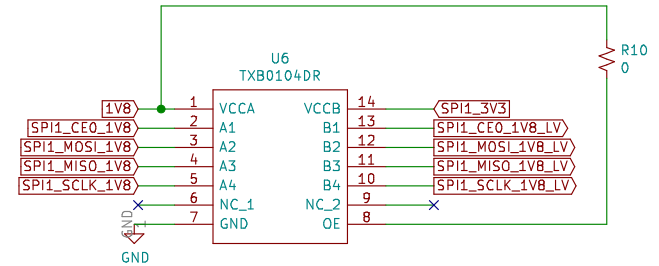 U6
TXB0104DR
R10
0
1V8 1 VCCA VCCB 14 SPI1_3V3
SPI1_CE0_1V8 2 A1 B1 13 SPI1_CE0_1V8_LV
SPI1_MOSI_1V8 3 A2 B2 12 SPI1_MOSI_1V8_LV
SPI1_MISO_1V8 4 A3 B3 11 SPI1_MISO_1V8_LV
SPI1_SCLK_1V8 5 A4 B4 10 SPI1_SCLK_1V8_LV
6 NC_1 NC_2 9
7 GND OE 8
GND
1
GND